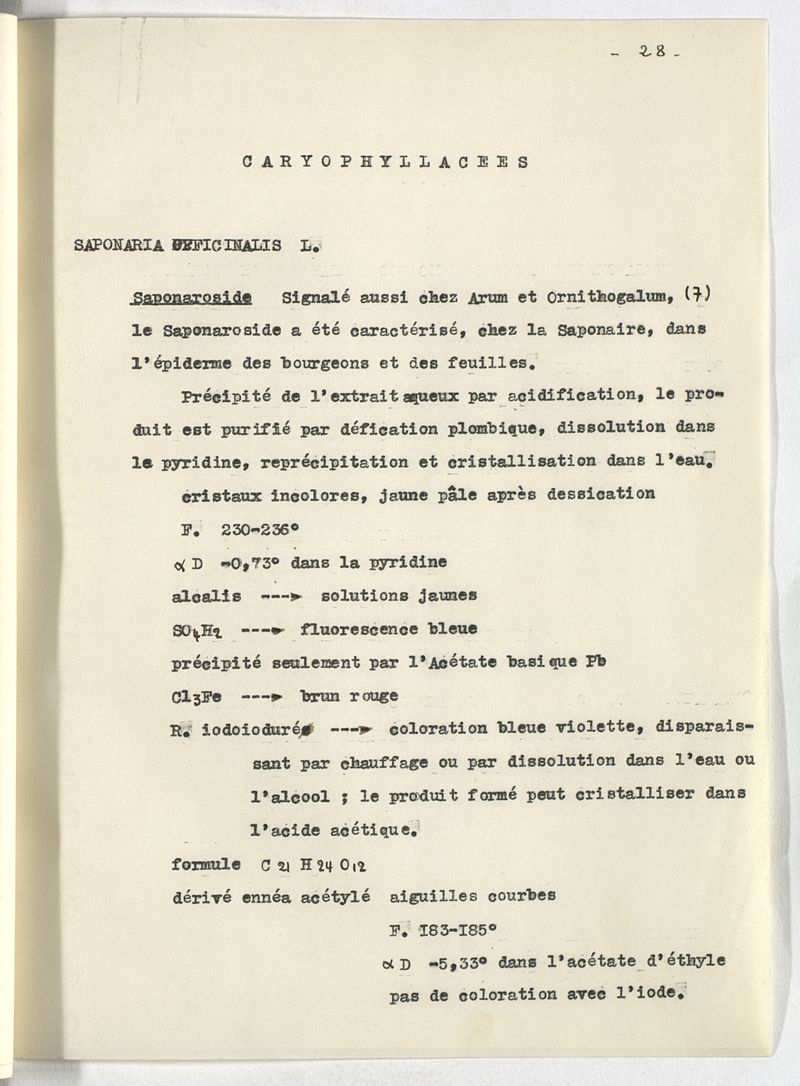 - 28 -
CARYOPHYLLACEES
SAPONARIA OFFICINALIS L.
Saponaroside Signalé aussi chez Arum et Ornithogalum, (7)
le Saponaroside a été caractérisé, chez la Saponaire, dans
l'épiderme des bourgeons et des feuilles.
Précipité de l'extrait aqueux par acidification, le pro-
duit est purifié par défication plombique, dissolution dans
la pyridine, reprécipitation et cristallisation dans l'eau.
cristaux incolores, jaune pâle après dessication
F. 230-236°
α D -0,73° dans la pyridine
alcalis ---> solutions jaunes
SO4H2 ---> fluorescence bleue
précipité seulement par l'Acétate basique Pb
Cl3Fe ---> brun rouge
R. iodoioduré ---> coloration bleue violette, disparais-
sant par chauffage ou par dissolution dans l'eau ou
l'alcool ; le produit formé peut cristalliser dans
l'acide acétique.
formule C 21 H 24 O 12
dérivé ennéa acétylé aiguilles courbes
F. I83-I85°
α D -5,33° dans l'acétate d'éthyle
pas de coloration avec l'iode.